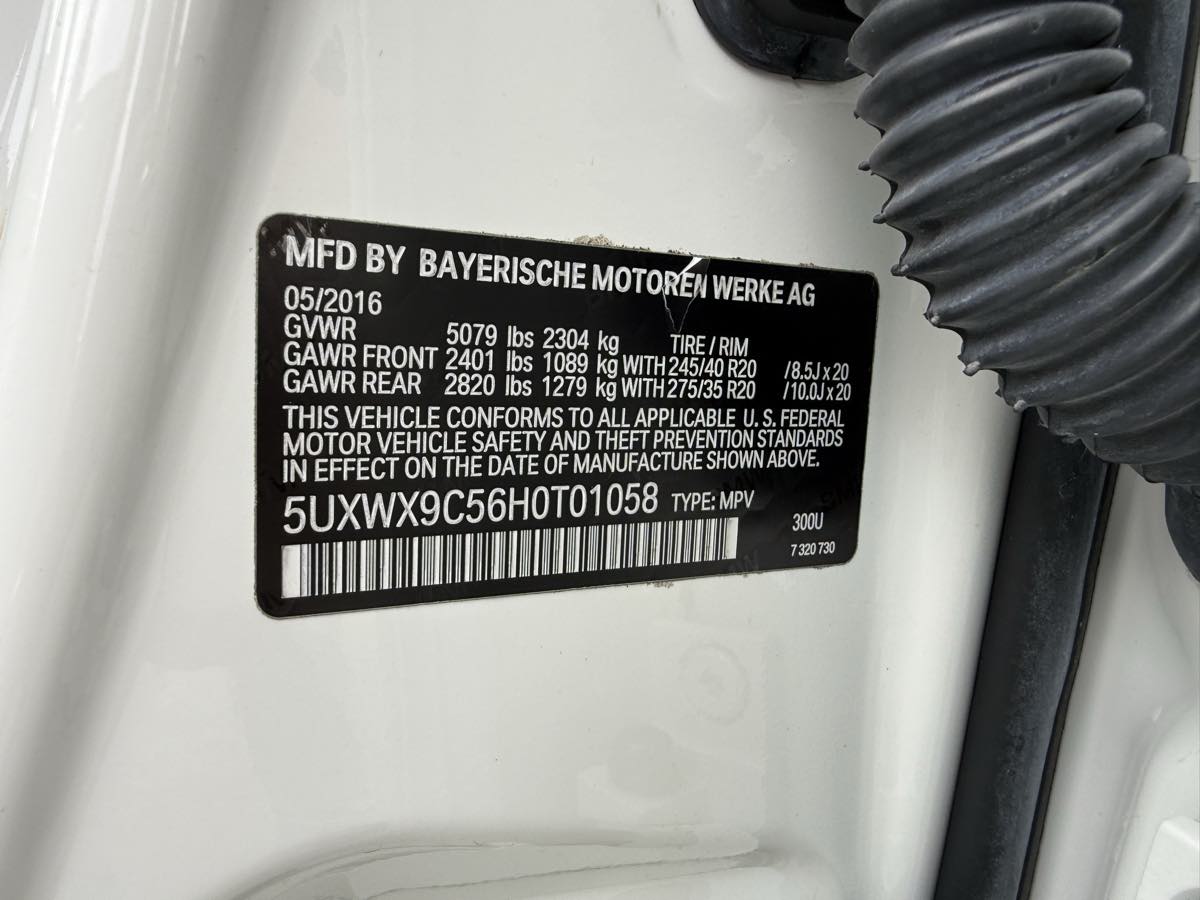 MFD BY BAYERISCHE MOTOREN WERKE AG
05/2016
GVWR 5079 lbs 2304 kg TIRE / RIM
GAWR FRONT 2401 lbs 1089 kg WITH 245/40 R20 /8.5J x 20
GAWR REAR 2820 lbs 1279 kg WITH 275/35 R20 /10.0J x 20
THIS VEHICLE CONFORMS TO ALL APPLICABLE U. S. FEDERAL
MOTOR VEHICLE SAFETY AND THEFT PREVENTION STANDARDS
IN EFFECT ON THE DATE OF MANUFACTURE SHOWN ABOVE.
5UXWX9C56H0T01058 TYPE: MPV
300U
7 320 730